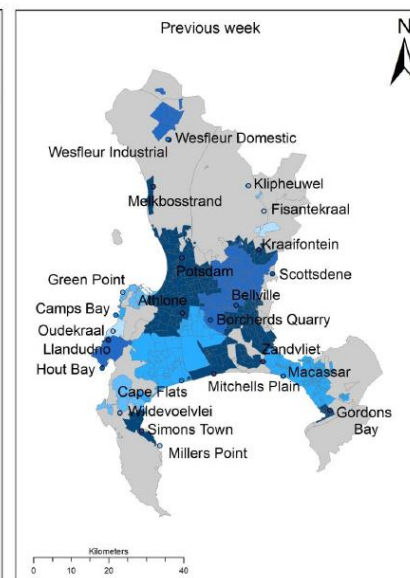 Previous week
N
Wesfleur Domestic
Wesfleur Industrial
Klipheuwel
Melkbosstrand
Fisantekraal
Kraaifontein
Potsdam
Scottsdene
Green Point
Bellville
Athlone
Camps Bay
Borcherds Quarry
Oudekraal
Zandvliet
Llandudno
Macassar
Hout Bay
Mitchells Plain
Cape Flats
Wildevoelvlei
Gordons
Bay
Simons Town
Millers Point
Kilometers
0 10 20 40